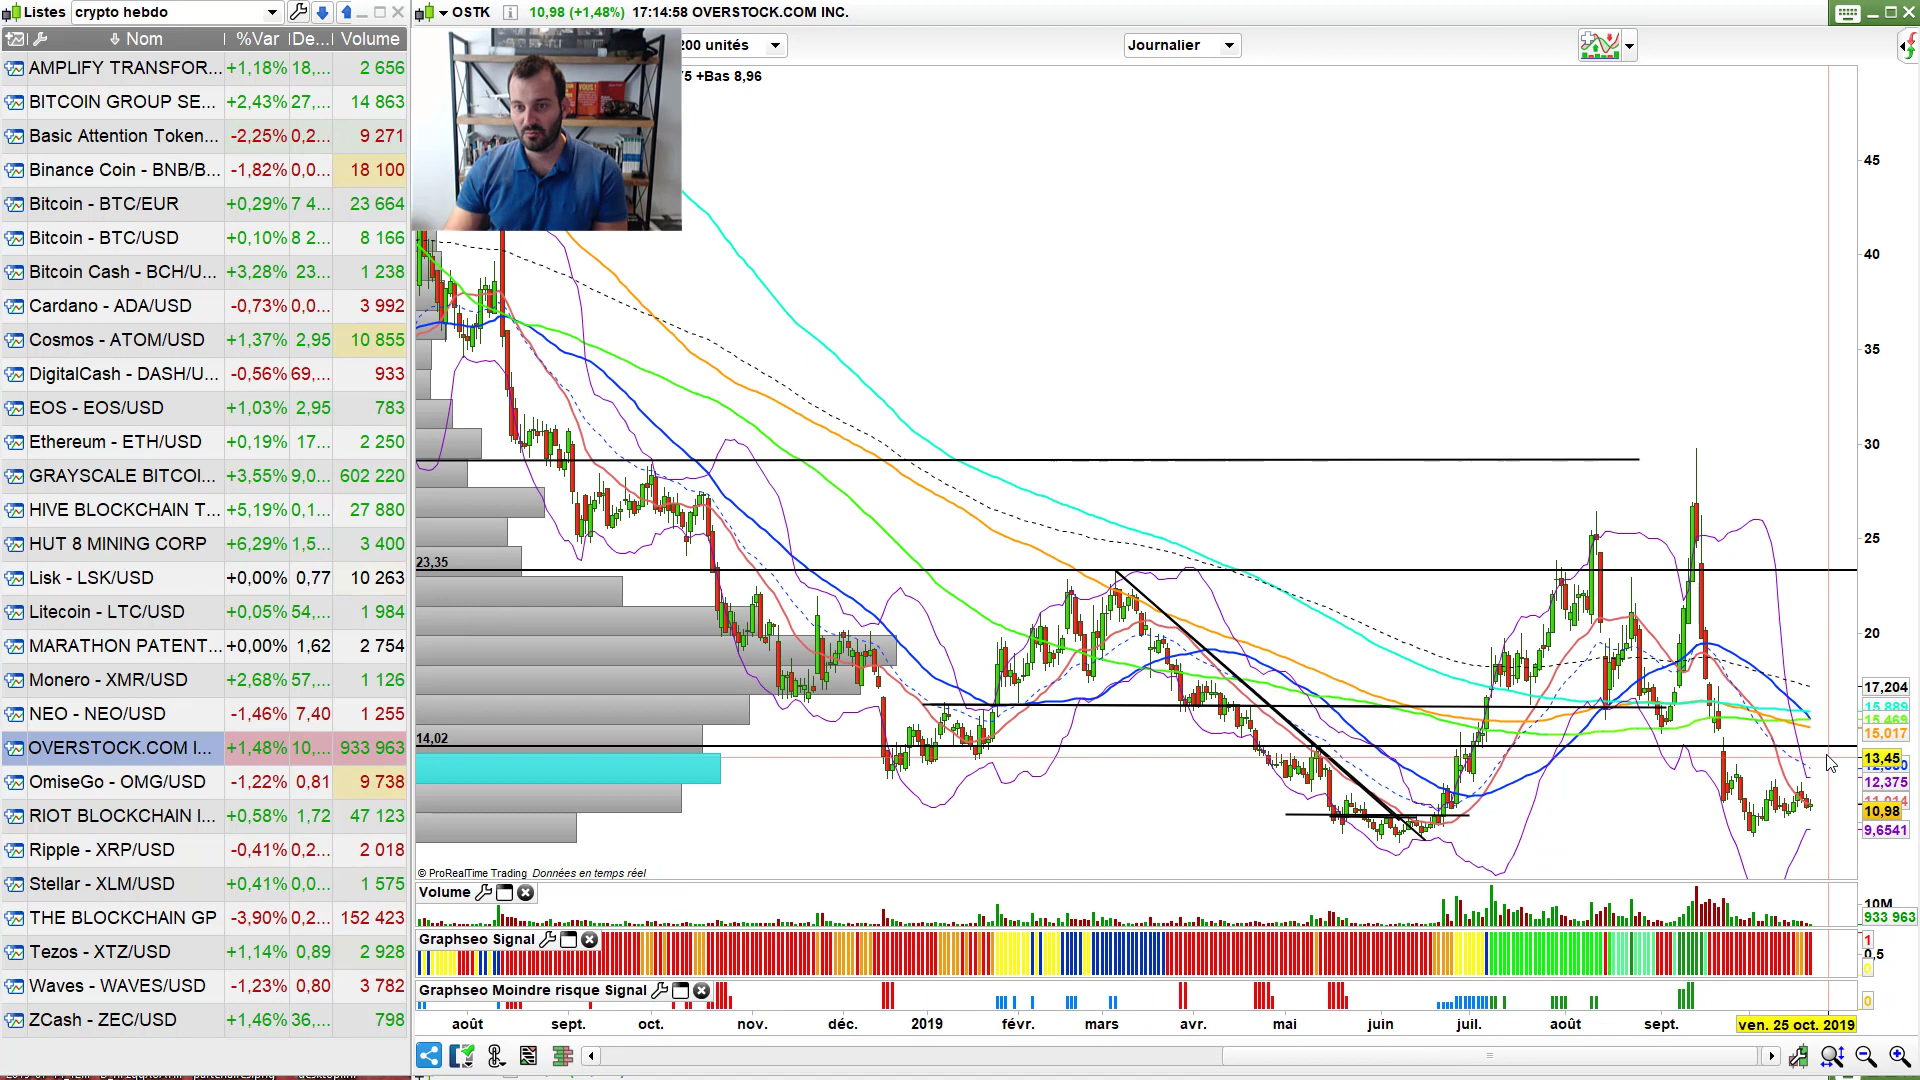 Listes crypto hebdo
Nom %Var De... Volume
AMPLIFY TRANSFOR... +1,18% 18,... 2 656
BITCOIN GROUP SE... +2,43% 27,... 14 863
Basic Attention Token... -2,25% 0,2... 9 271
Binance Coin - BNB/B... -1,82% 0,0... 18 100
Bitcoin - BTC/EUR +0,29% 7 4... 23 664
Bitcoin - BTC/USD +0,10% 8 2... 8 166
Bitcoin Cash - BCH/U... +3,28% 23... 1 238
Cardano - ADA/USD -0,73% 0,0... 3 992
Cosmos - ATOM/USD +1,37% 2,95 10 855
DigitalCash - DASH/U... -0,56% 69,... 933
EOS - EOS/USD +1,03% 2,95 783
Ethereum - ETH/USD +0,19% 17... 2 250
GRAYSCALE BITCOI... +3,55% 9,0... 602 220
HIVE BLOCKCHAIN T... +5,19% 0,1... 27 880
HUT 8 MINING CORP +6,29% 1,5... 3 400
Lisk - LSK/USD +0,00% 0,77 10 263
Litecoin - LTC/USD +0,05% 54,... 1 984
MARATHON PATENT... +0,00% 1,62 2 754
Monero - XMR/USD +2,68% 57,... 1 126
NEO - NEO/USD -1,46% 7,40 1 255
OVERSTOCK.COM I... +1,48% 10,... 933 963
OmiseGo - OMG/USD -1,22% 0,81 9 738
RIOT BLOCKCHAIN I... +0,58% 1,72 47 123
Ripple - XRP/USD -0,41% 0,2... 2 018
Stellar - XLM/USD +0,41% 0,0... 1 575
THE BLOCKCHAIN GP -3,90% 0,2... 152 423
Tezos - XTZ/USD +1,14% 0,89 2 928
Waves - WAVES/USD -1,23% 0,80 3 782
ZCash - ZEC/USD +1,46% 36,... 798
OSTK 10,98 (+1,48%) 17:14:58 OVERSTOCK.COM INC.
200 unités Journalier
75 +Bas 8,96
45
40
35
30
25
23,35
20
17,204
15,889
15,469
15,017
14,02
13,45
12,375
10,98
9,6541
© ProRealTime Trading Données en temps réel
Volume
10M
933 963
Graphseo Signal
1
0,5
0
Graphseo Moindre risque Signal
0
août sept. oct. nov. déc. 2019 févr. mars avr. mai juin juil. août sept. ven. 25 oct. 2019